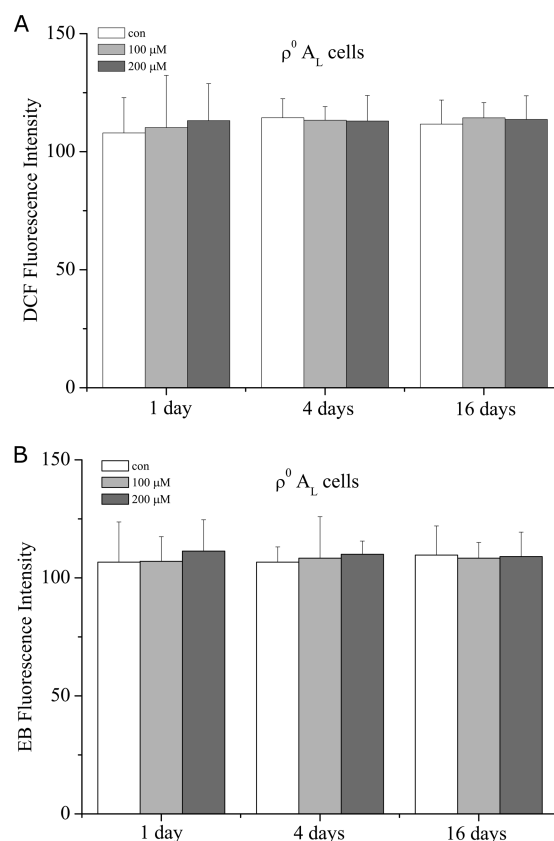 A
150
con
100 μM
200 μM
ρ⁰ A_L cells
100
50
0
DCF Fluorescence Intensity
1 day 4 days 16 days
B
150
con
100 μM
200 μM
ρ⁰ A_L cells
100
50
0
EB Fluorescence Intensity
1 day 4 days 16 days